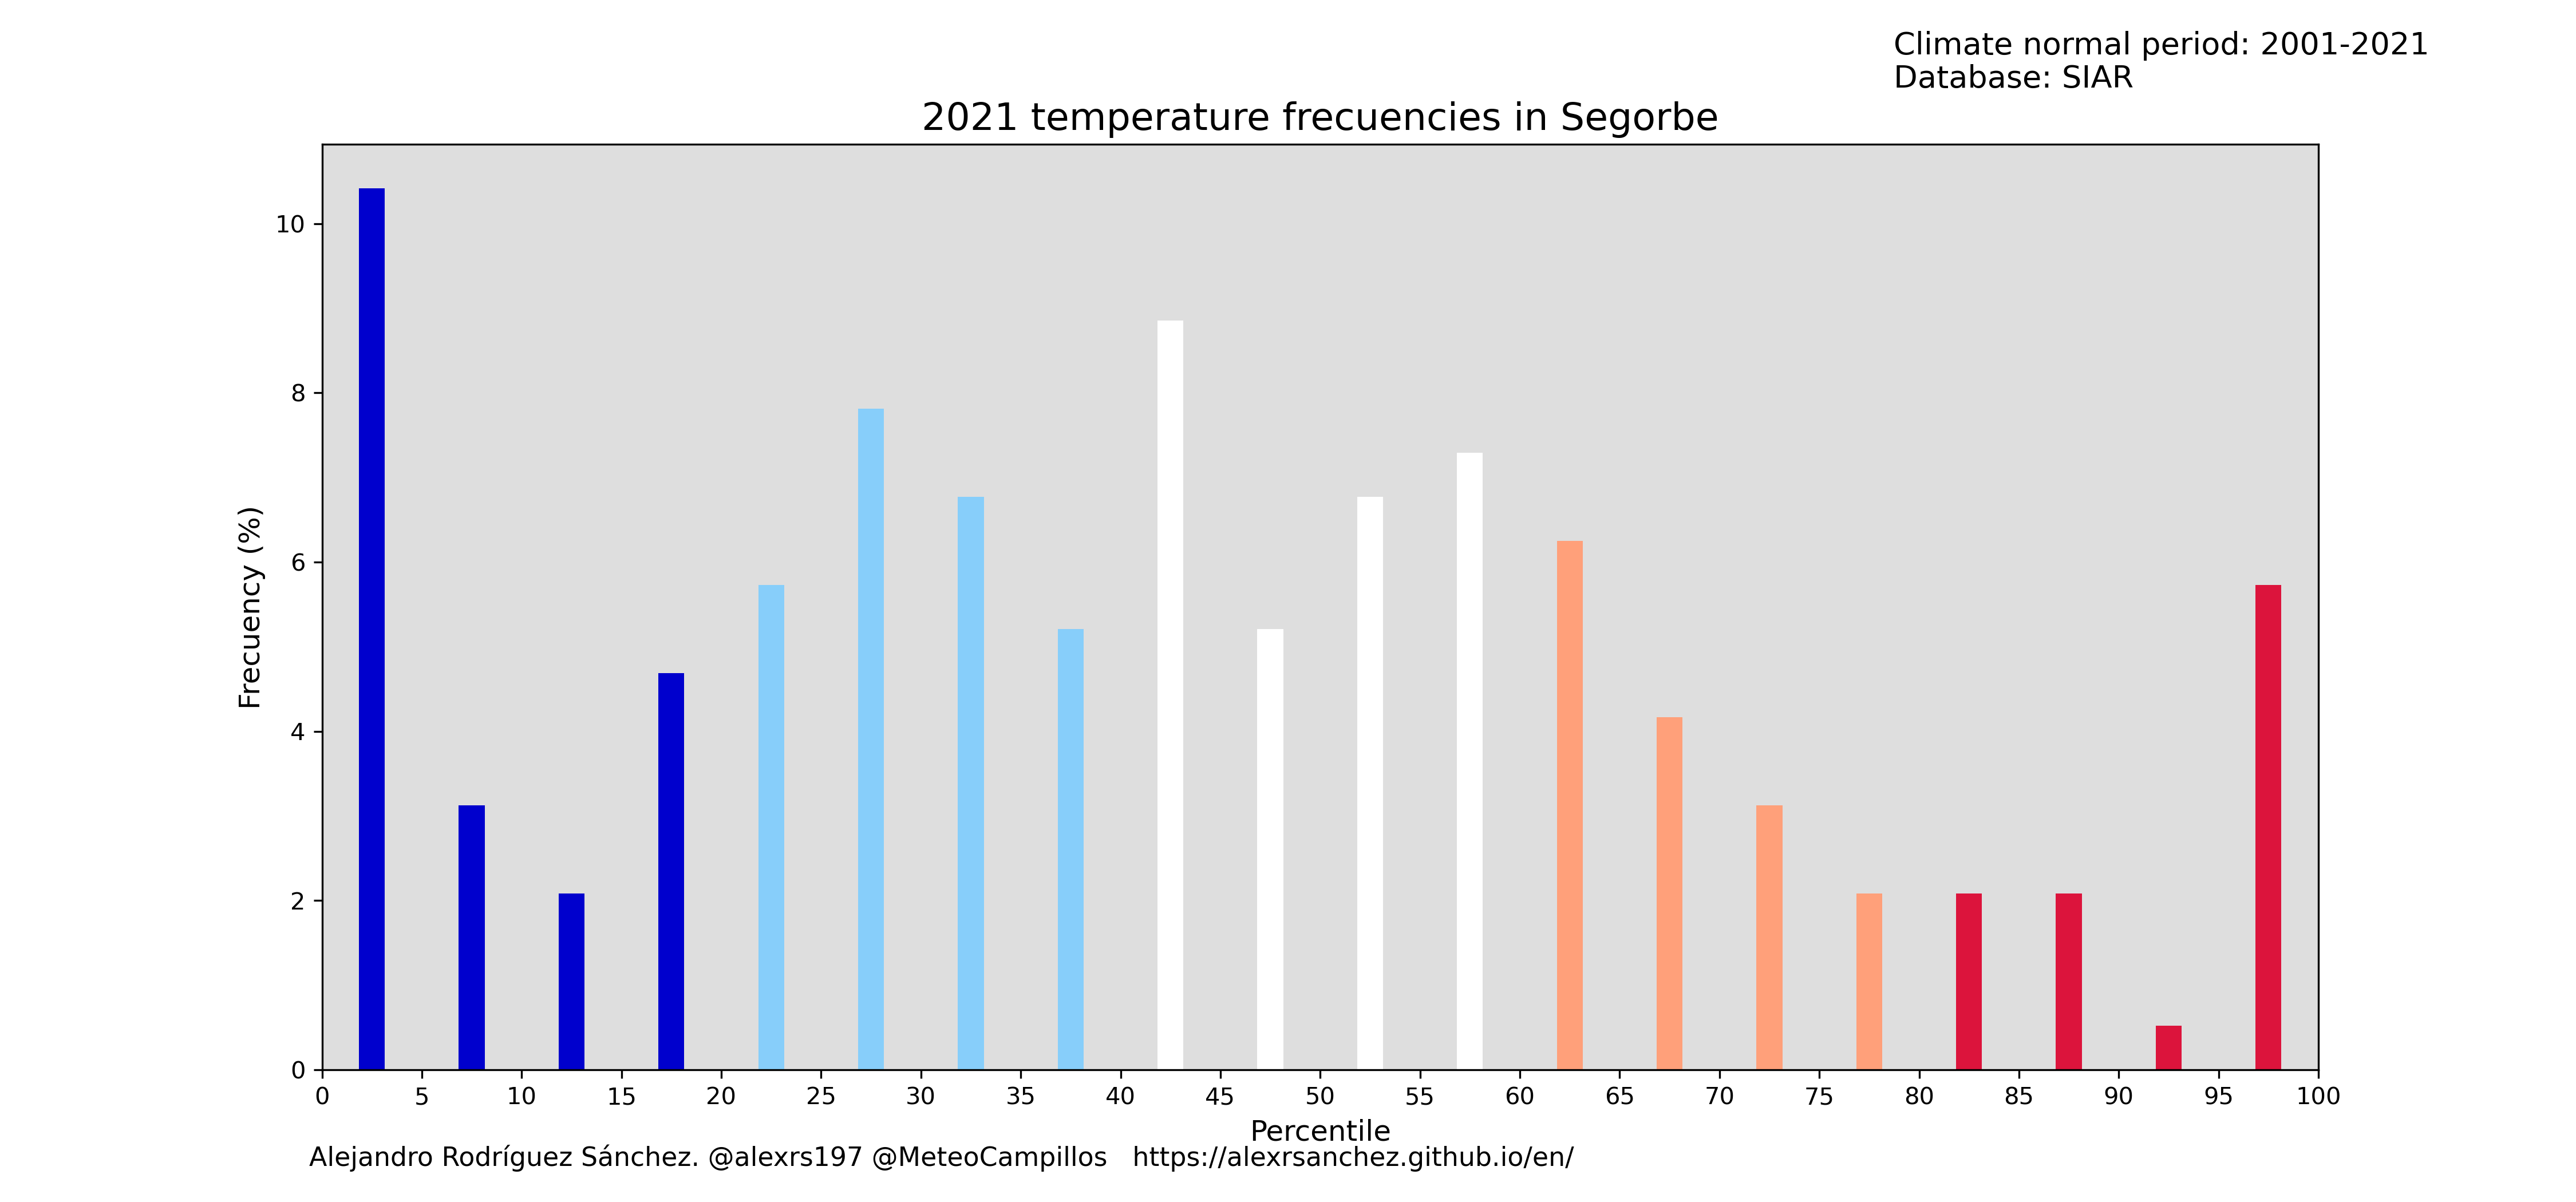 Climate normal period: 2001-2021
Database: SIAR
2021 temperature frecuencies in Segorbe
10
8
6
4
2
0
Frecuency (%)
0 5 10 15 20 25 30 35 40 45 50 55 60 65 70 75 80 85 90 95 100
Percentile
Alejandro Rodríguez Sánchez. @alexrs197 @MeteoCampillos https://alexrsanchez.github.io/en/